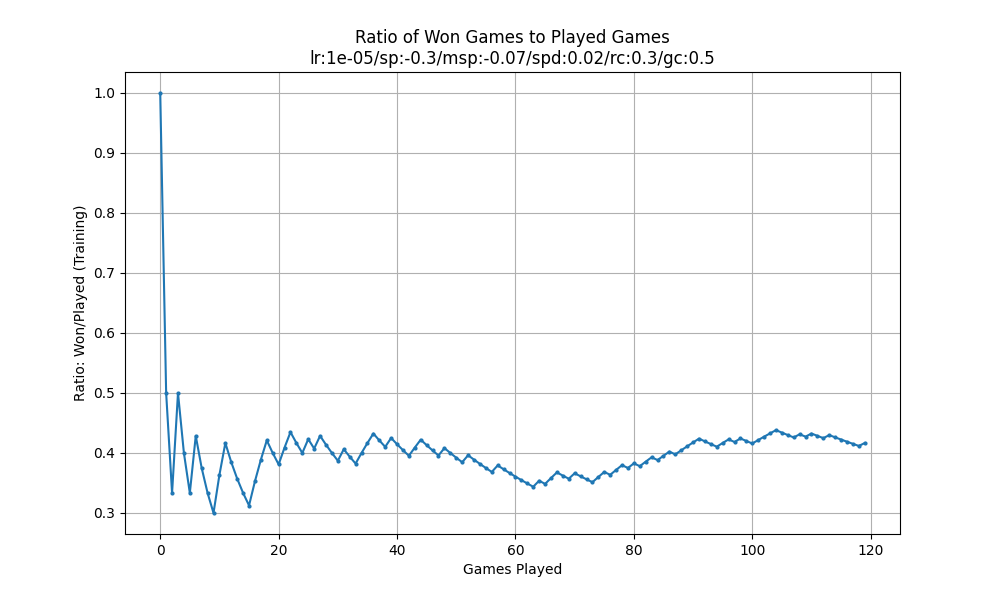 Ratio of Won Games to Played Games
lr:1e-05/sp:-0.3/msp:-0.07/spd:0.02/rc:0.3/gc:0.5
1.0
0.9
0.8
0.7
0.6
0.5
0.4
0.3
Ratio: Won/Played (Training)
0 20 40 60 80 100 120
Games Played